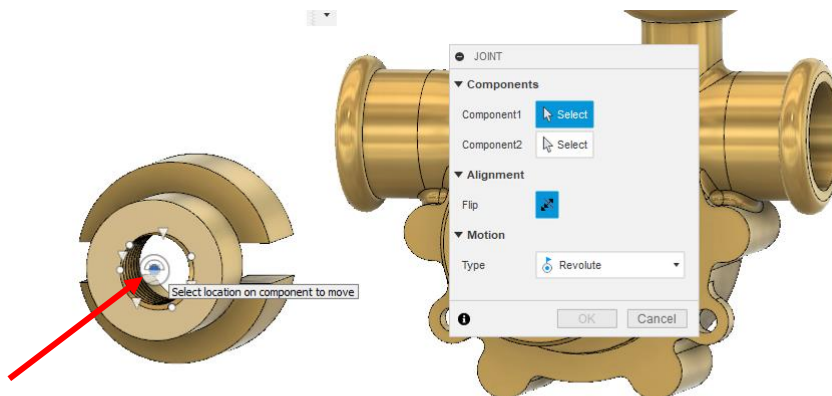 JOINT
Components
Component1 Select
Component2 Select
Alignment
Flip
Motion
Type Revolute
OK Cancel
Select location on component to move